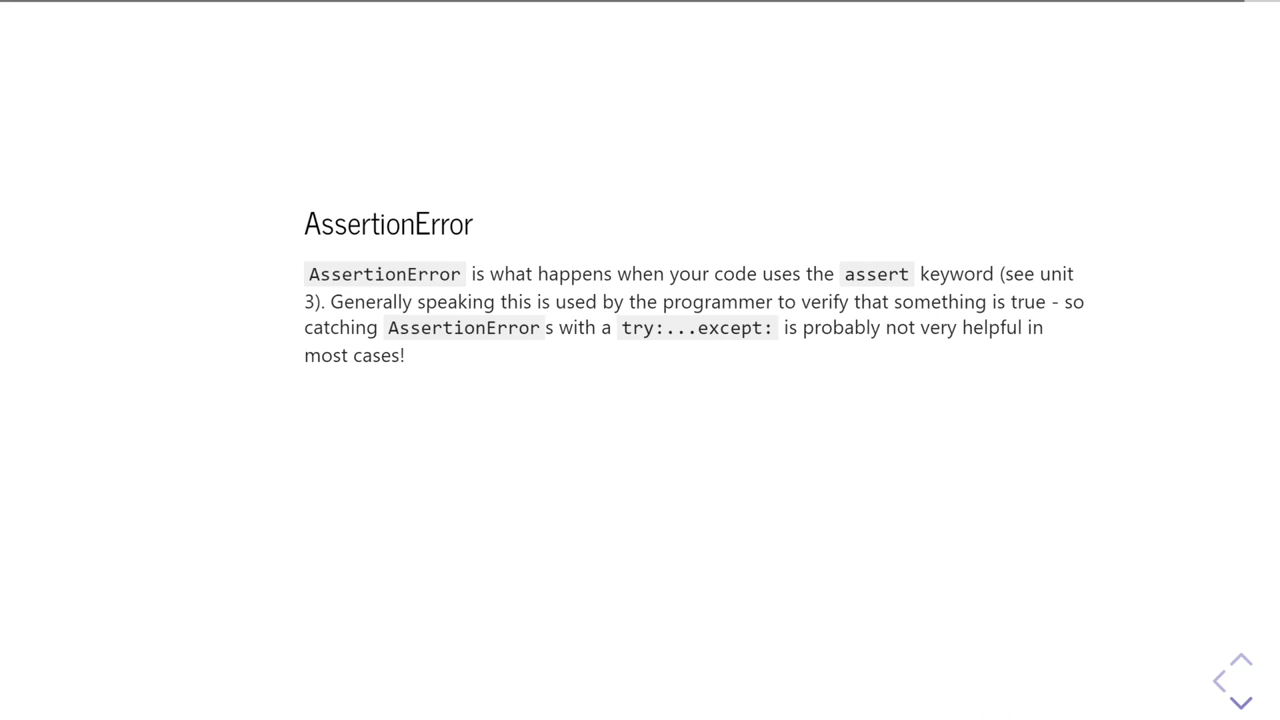 AssertionError
AssertionError is what happens when your code uses the assert keyword (see unit
3). Generally speaking this is used by the programmer to verify that something is true - so
catching AssertionErrors with a try:...except: is probably not very helpful in
most cases!